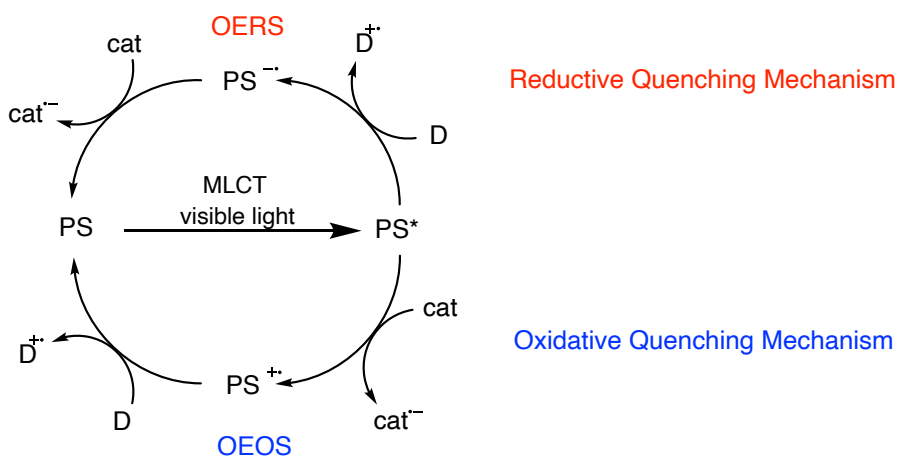 OERS
cat
D+•
PS−•
Reductive Quenching Mechanism
cat•−
D
MLCT
visible light
PS
PS*
cat
D+•
Oxidative Quenching Mechanism
PS+•
D
cat•−
OEOS